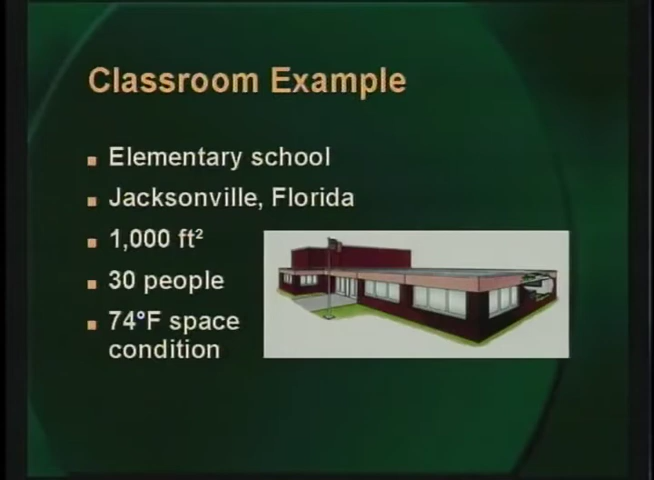 Classroom Example
Elementary school
Jacksonville, Florida
1,000 ft²
30 people
74°F space
condition